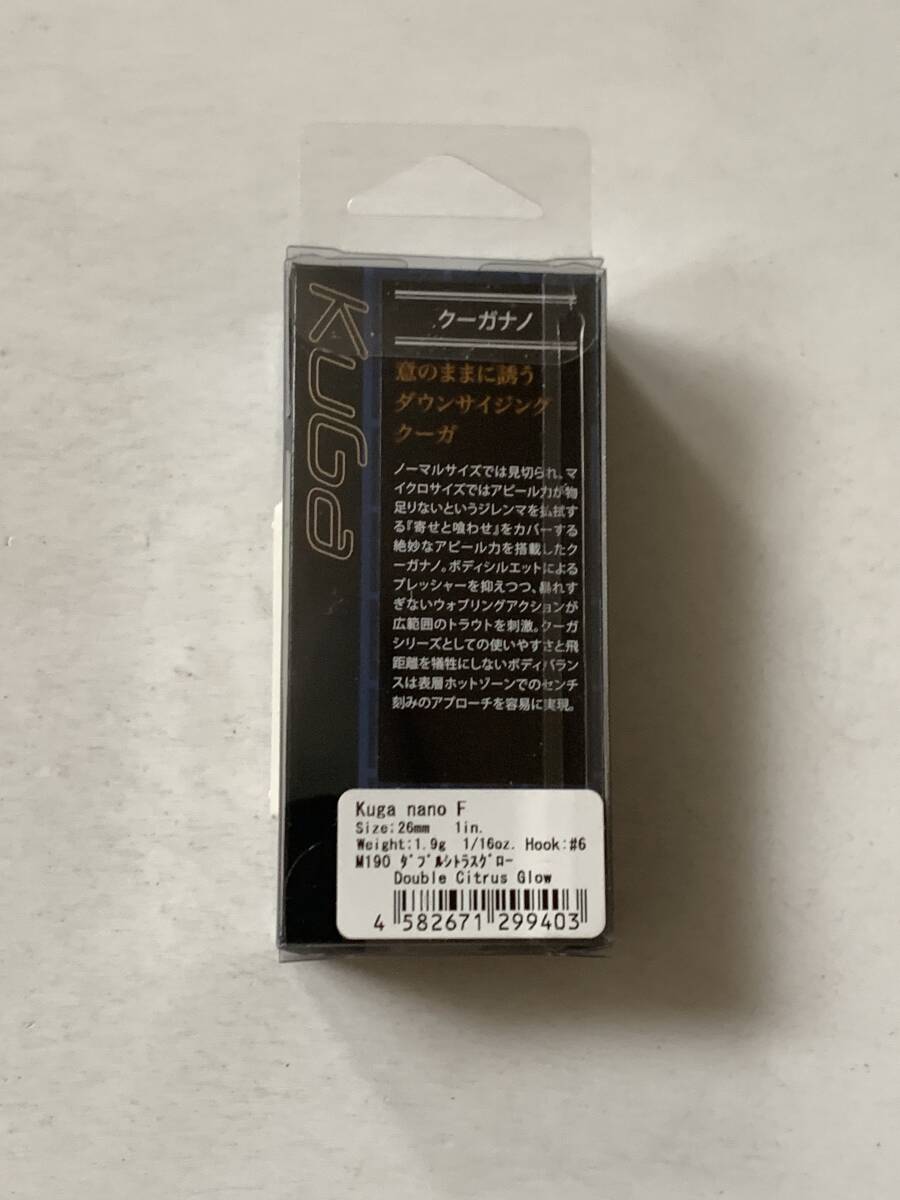 KUGa
クーガナノ
意のままに誘う
ダウンサイジング
クーガ
ノーマルサイズでは見切られ、マ
イクロサイズではアピール力が物
足りないというジレンマを払拭す
る『寄せと喰わせ』をカバーする
絶妙なアピール力を搭載したク
ーガナノ。ボディシルエットによる
プレッシャーを抑えつつ、暴れす
ぎないウォブリングアクションが
広範囲のトラウトを刺激。クーガ
シリーズとしての使いやすさと飛
距離を犠牲にしないボディバラン
スは表層ホットゾーンでのセンチ
刻みのアプローチを容易に実現。
Kuga nano F
Size:26mm 1in.
Weight:1.9g 1/16oz. Hook:#6
M190 ﾀﾞﾌﾞﾙｼﾄﾗｽｸﾞﾛｰ
Double Citrus Glow
4 582671 299403